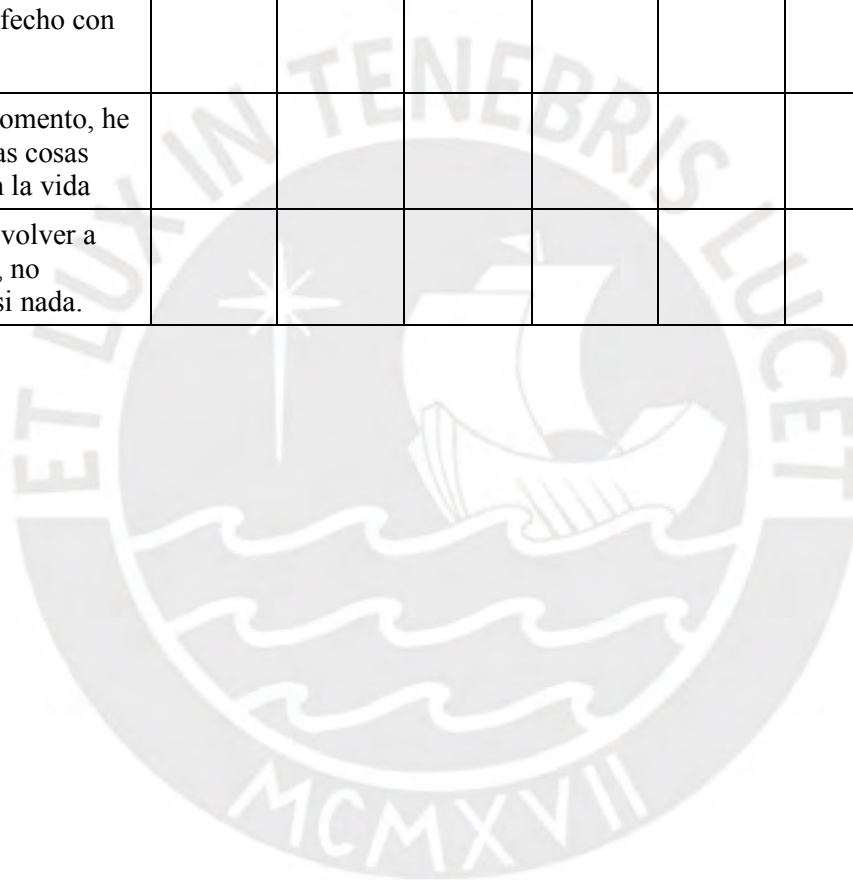 fecho con
omento, he
as cosas
n la vida
volver a
, no
si nada.
ET LUX IN TENEBRIS LUCET
MCMXVII